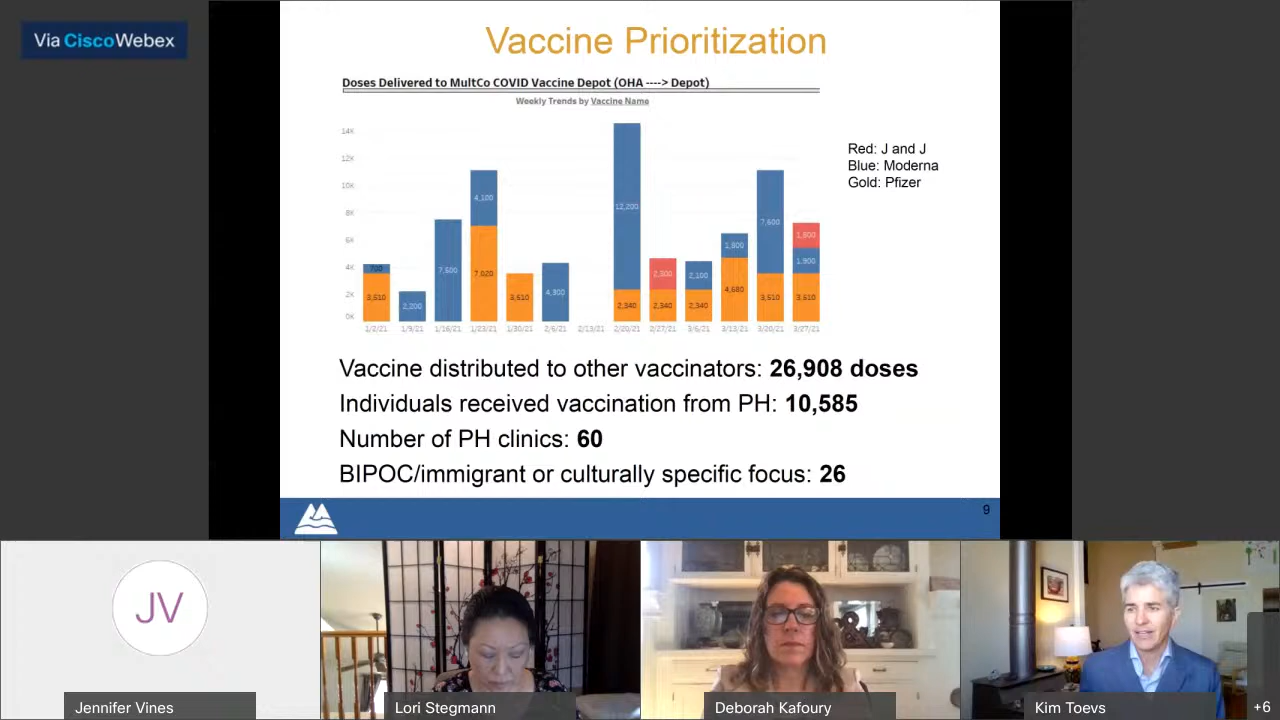 Via CiscoWebex
Vaccine Prioritization
Doses Delivered to MultCo COVID Vaccine Depot (OHA ----> Depot)
Weekly Trends by Vaccine Name
14K
12K
10K
8K
6K
4K
2K
0K
700
3,510
2,200
7,500
4,100
7,020
3,510
4,300
12,200
2,340
2,300
2,340
2,100
2,340
1,800
4,680
7,600
3,510
1,800
1,900
3,510
1/2/21 1/9/21 1/16/21 1/23/21 1/30/21 2/6/21 2/13/21 2/20/21 2/27/21 3/6/21 3/13/21 3/20/21 3/27/21
Red: J and J
Blue: Moderna
Gold: Pfizer
Vaccine distributed to other vaccinators: 26,908 doses
Individuals received vaccination from PH: 10,585
Number of PH clinics: 60
BIPOC/immigrant or culturally specific focus: 26
9
JV
Jennifer Vines
Lori Stegmann
Deborah Kafoury
Kim Toevs
+6